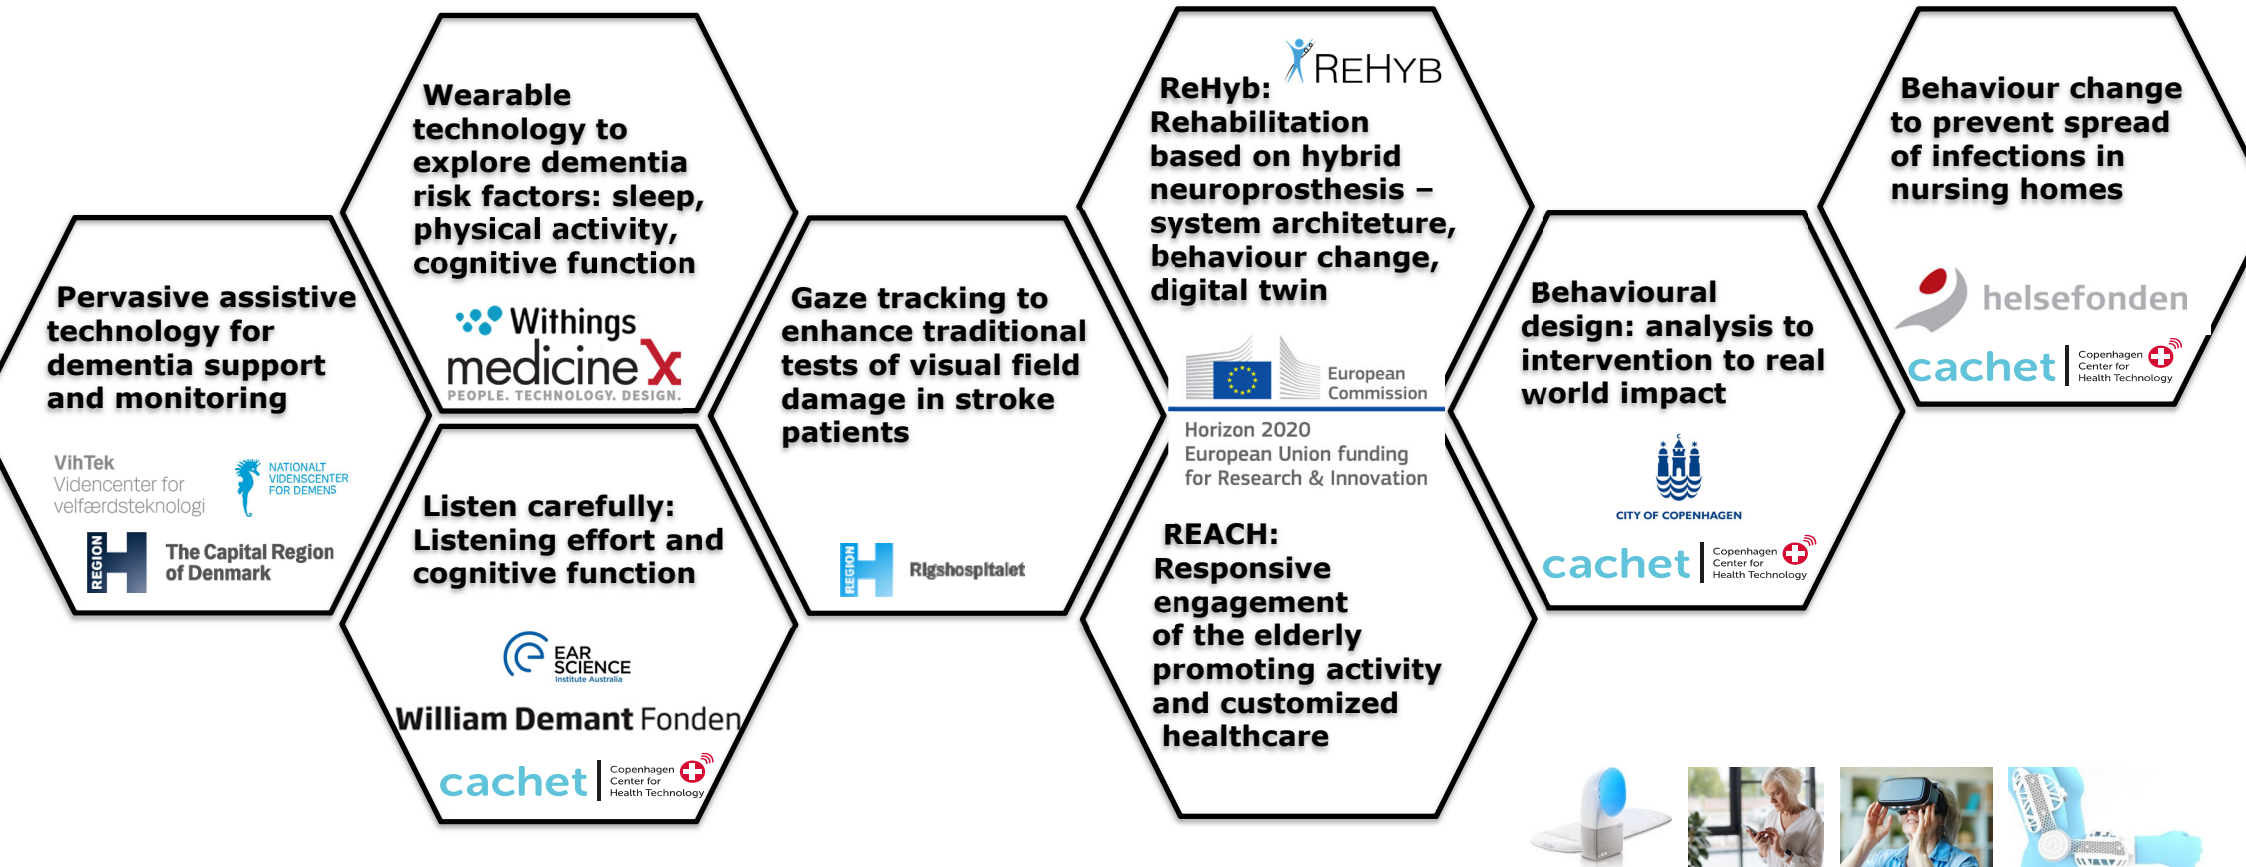 Pervasive assistive
technology for
dementia support
and monitoring
VihTek
Videncenter for
velfærdsteknologi
NATIONALT
VIDENSCENTER
FOR DEMENS
REGION H
The Capital Region
of Denmark
Wearable
technology to
explore dementia
risk factors: sleep,
physical activity,
cognitive function
Withings
medicine X
PEOPLE. TECHNOLOGY. DESIGN.
Listen carefully:
Listening effort and
cognitive function
EAR
SCIENCE
Institute Australia
William Demant Fonden
cachet
Copenhagen
Center for
Health Technology
Gaze tracking to
enhance traditional
tests of visual field
damage in stroke
patients
REGION H
Rigshospitalet
REHYB
ReHyb:
Rehabilitation
based on hybrid
neuroprosthesis –
system architeture,
behaviour change,
digital twin
European
Commission
Horizon 2020
European Union funding
for Research & Innovation
REACH:
Responsive
engagement
of the elderly
promoting activity
and customized
healthcare
Behavioural
design: analysis to
intervention to real
world impact
CITY OF COPENHAGEN
cachet
Copenhagen
Center for
Health Technology
Behaviour change
to prevent spread
of infections in
nursing homes
helsefonden
cachet
Copenhagen
Center for
Health Technology